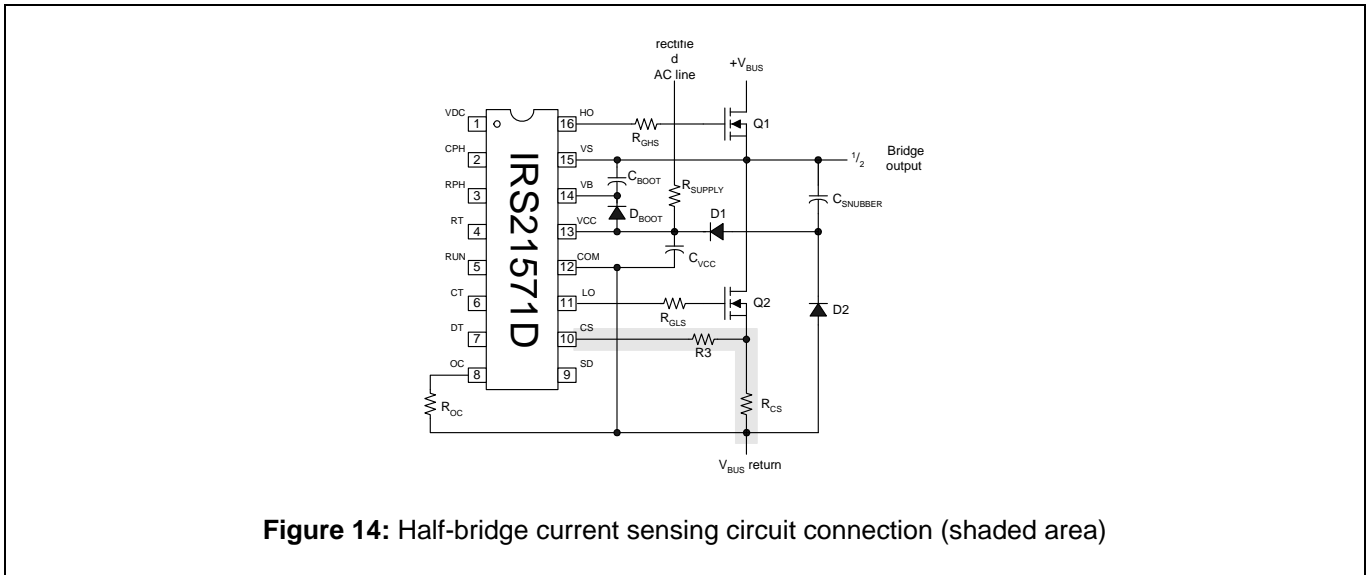 rectifie
d
AC line
+VBUS
VDC 1
CPH 2
RPH 3
RT 4
RUN 5
CT 6
DT 7
OC 8
IRS21571D
16 HO
15 VS
14 VB
13 VCC
12 COM
11 LO
10 CS
9 SD
RGHS
Q1
1/2 Bridge
output
CBOOT
RSUPPLY
CSNUBBER
DBOOT
D1
CVCC
RGLS
Q2
D2
R3
ROC
RCS
VBUS return
Figure 14: Half-bridge current sensing circuit connection (shaded area)